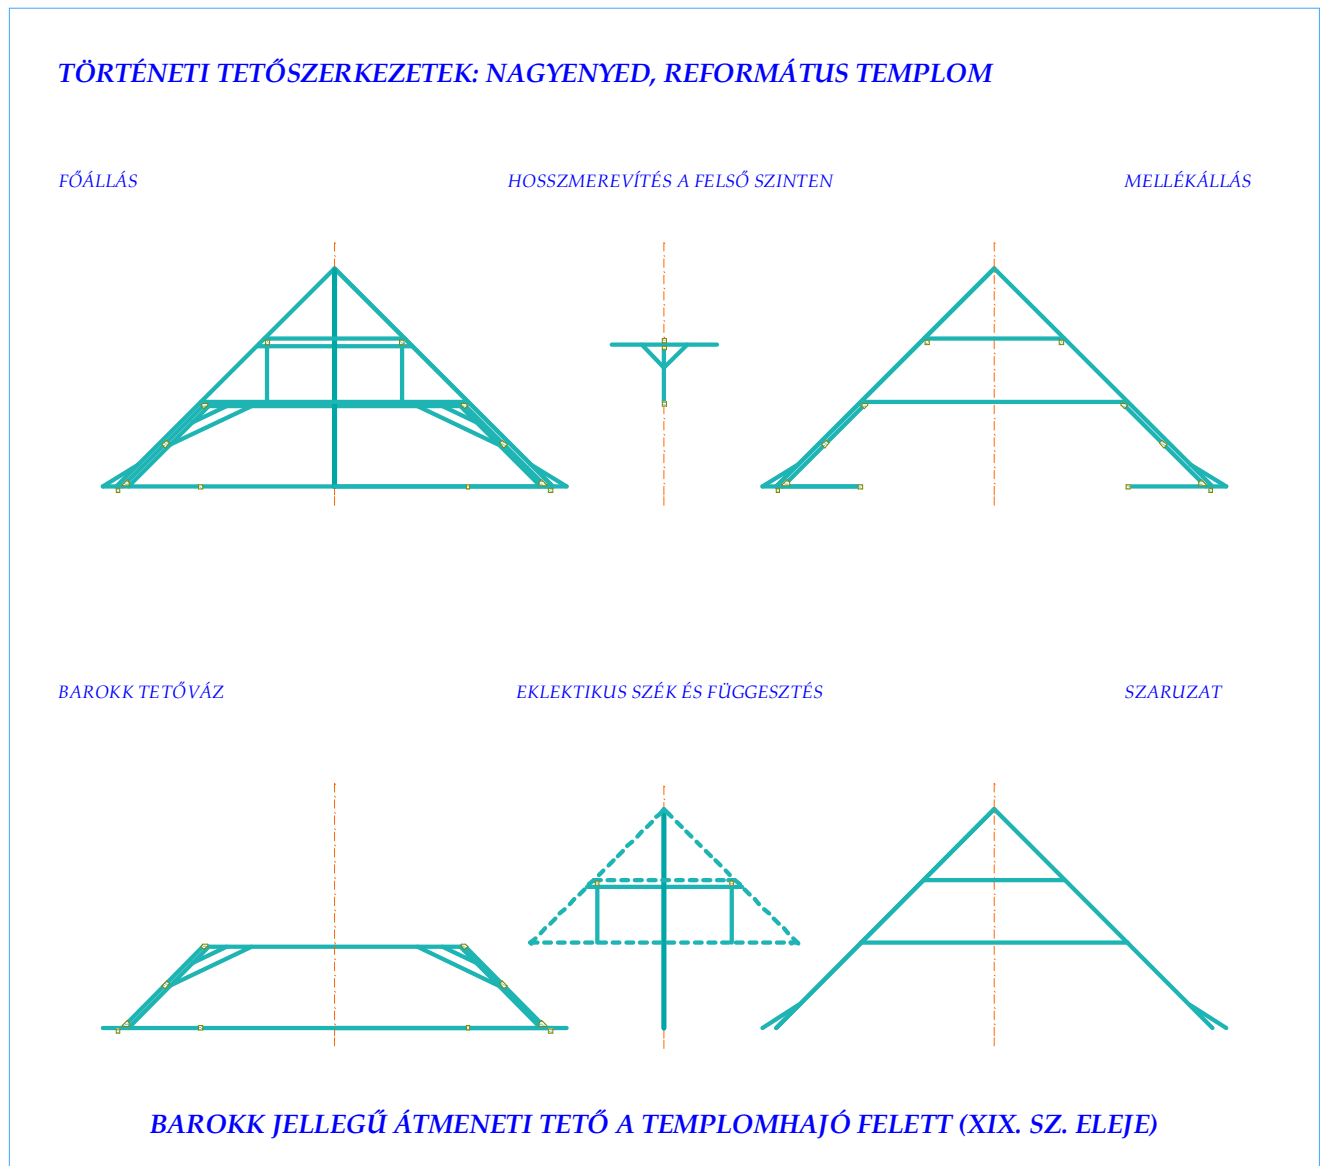 TÖRTÉNETI TETŐSZERKEZETEK: NAGYENYED, REFORMÁTUS TEMPLOM
FŐÁLLÁS
HOSSZMEREVÍTÉS A FELSŐ SZINTEN
MELLÉKÁLLÁS
BAROKK TETŐVÁZ
EKLEKTIKUS SZÉK ÉS FÜGGESZTÉS
SZARUZAT
BAROKK JELLEGŰ ÁTMENETI TETŐ A TEMPLOMHAJÓ FELETT (XIX. SZ. ELEJE)